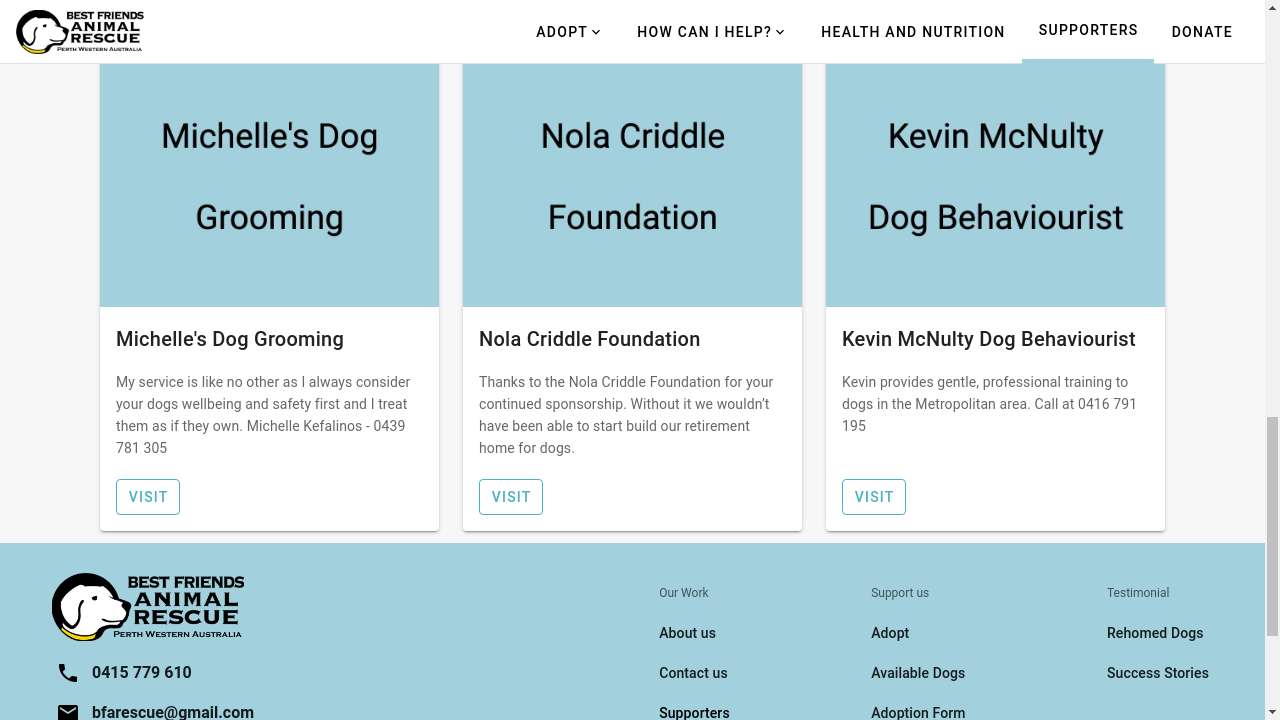 BEST FRIENDS
ANIMAL
RESCUE
PERTH WESTERN AUSTRALIA
ADOPT
HOW CAN I HELP?
HEALTH AND NUTRITION
SUPPORTERS
DONATE
Michelle's Dog
Grooming
Nola Criddle
Foundation
Kevin McNulty
Dog Behaviourist
Michelle's Dog Grooming
My service is like no other as I always consider
your dogs wellbeing and safety first and I treat
them as if they own. Michelle Kefalinos - 0439
781 305
VISIT
Nola Criddle Foundation
Thanks to the Nola Criddle Foundation for your
continued sponsorship. Without it we wouldn’t
have been able to start build our retirement
home for dogs.
VISIT
Kevin McNulty Dog Behaviourist
Kevin provides gentle, professional training to
dogs in the Metropolitan area. Call at 0416 791
195
VISIT
BEST FRIENDS
ANIMAL
RESCUE
PERTH WESTERN AUSTRALIA
0415 779 610
bfarescue@gmail.com
Our Work
About us
Contact us
Supporters
Support us
Adopt
Available Dogs
Adoption Form
Testimonial
Rehomed Dogs
Success Stories